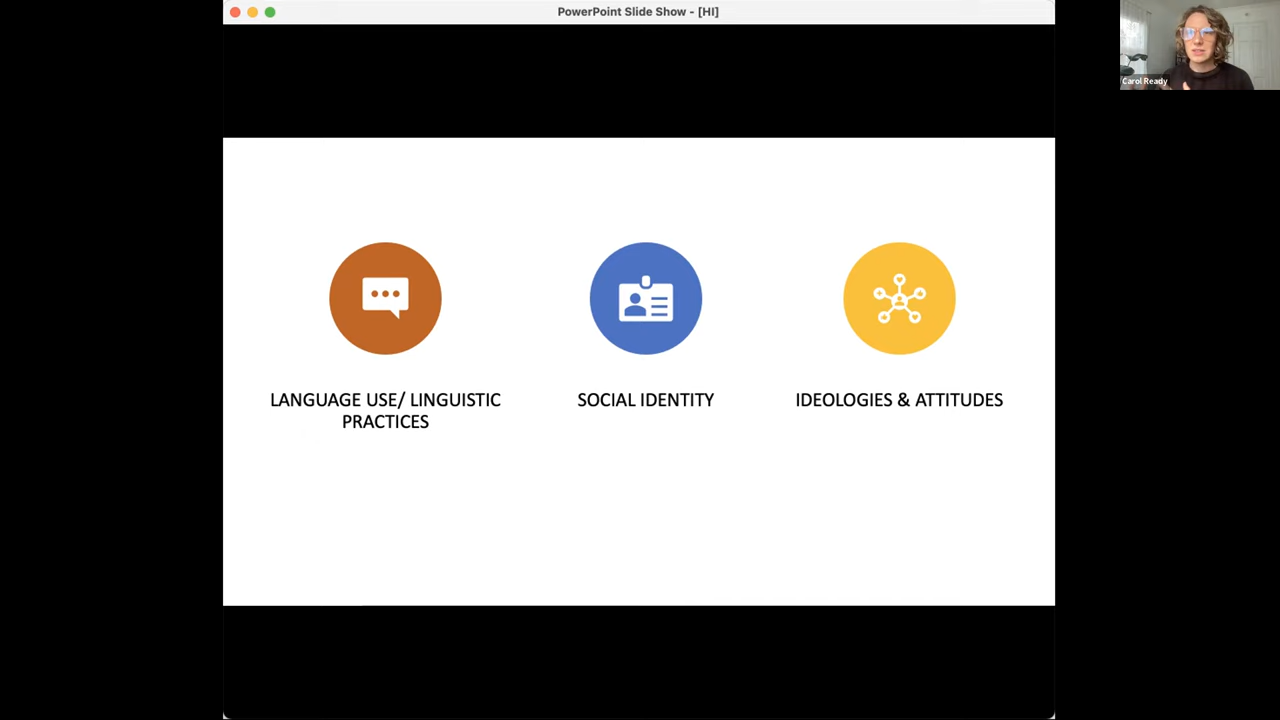 PowerPoint Slide Show - [HI]
Carol Ready
LANGUAGE USE/ LINGUISTIC
PRACTICES
SOCIAL IDENTITY
IDEOLOGIES & ATTITUDES